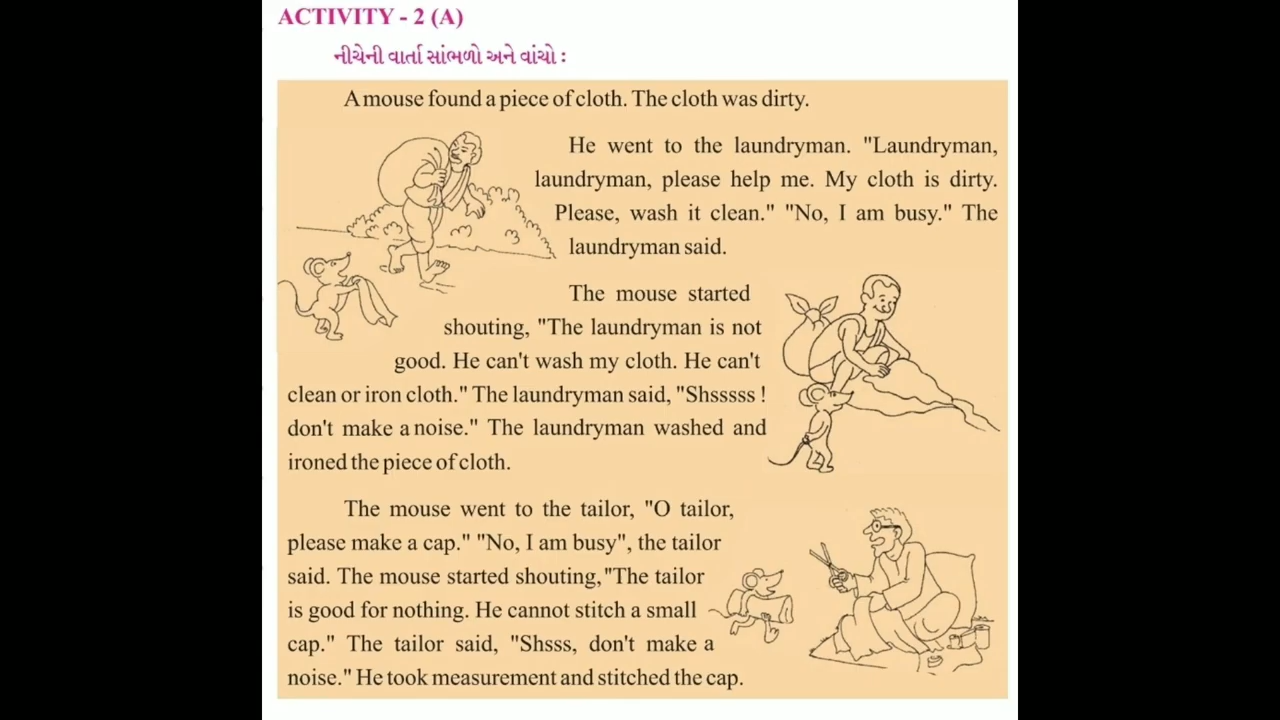 ACTIVITY - 2 (A)
નીચેની વાર્તા સાંભળો અને વાંચો :
A mouse found a piece of cloth. The cloth was dirty.
He went to the laundryman. "Laundryman,
laundryman, please help me. My cloth is dirty.
Please, wash it clean." "No, I am busy." The
laundryman said.
The mouse started
shouting, "The laundryman is not
good. He can't wash my cloth. He can't
clean or iron cloth." The laundryman said, "Shsssss !
don't make a noise." The laundryman washed and
ironed the piece of cloth.
The mouse went to the tailor, "O tailor,
please make a cap." "No, I am busy", the tailor
said. The mouse started shouting, "The tailor
is good for nothing. He cannot stitch a small
cap." The tailor said, "Shsss, don't make a
noise." He took measurement and stitched the cap.